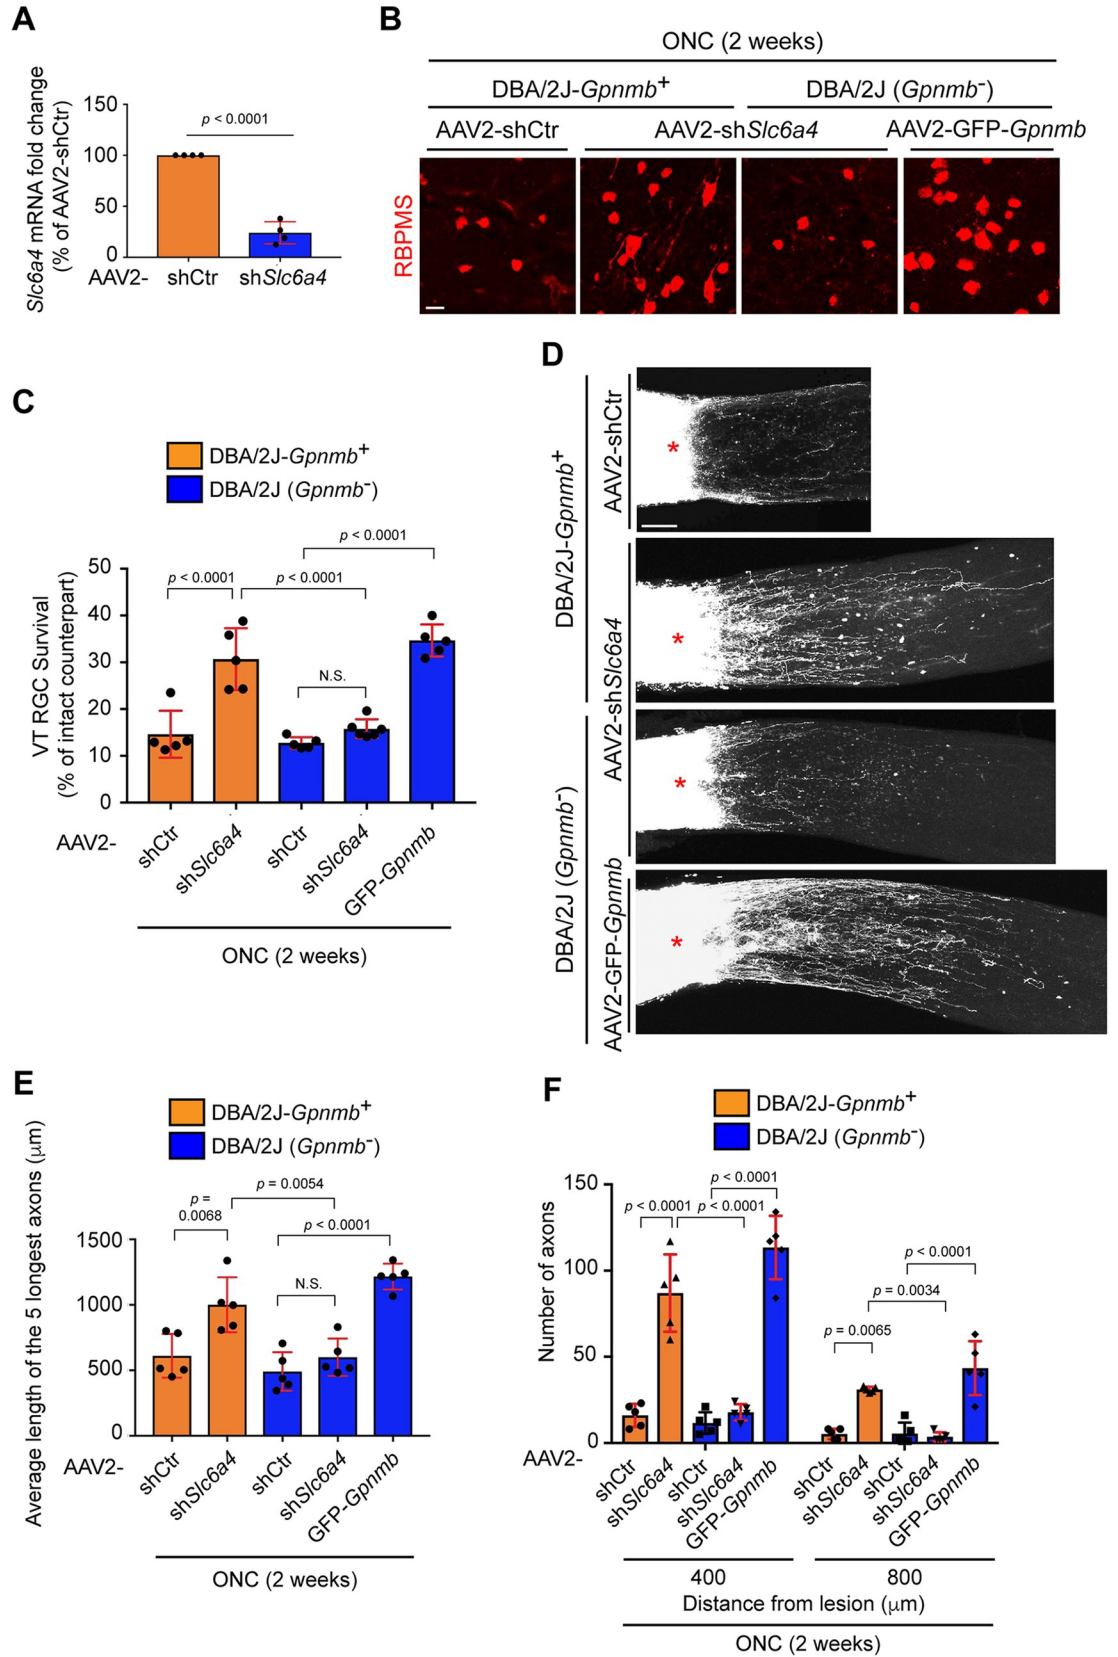 A
Slc6a4 mRNA fold change
(% of AAV2-shCtr)
150
100
50
0
p < 0.0001
AAV2-
shCtr
shSlc6a4
B
ONC (2 weeks)
DBA/2J-Gpnmb+
DBA/2J (Gpnmb-)
AAV2-shCtr
AAV2-shSlc6a4
AAV2-GFP-Gpnmb
RBPMS
C
DBA/2J-Gpnmb+
DBA/2J (Gpnmb-)
VT RGC Survival
(% of intact counterpart)
50
40
30
20
10
0
p < 0.0001
p < 0.0001
p < 0.0001
N.S.
AAV2-
shCtr
shSlc6a4
shCtr
shSlc6a4
GFP-Gpnmb
ONC (2 weeks)
D
DBA/2J-Gpnmb+
DBA/2J (Gpnmb-)
AAV2-shCtr
AAV2-shSlc6a4
AAV2-GFP-Gpnmb
*
*
*
*
E
DBA/2J-Gpnmb+
DBA/2J (Gpnmb-)
Average length of the 5 longest axons (μm)
1500
1000
500
0
p =
0.0068
p = 0.0054
p < 0.0001
N.S.
AAV2-
shCtr
shSlc6a4
shCtr
shSlc6a4
GFP-Gpnmb
ONC (2 weeks)
F
DBA/2J-Gpnmb+
DBA/2J (Gpnmb-)
Number of axons
150
100
50
0
p < 0.0001
p < 0.0001
p < 0.0001
p < 0.0001
p = 0.0034
p = 0.0065
AAV2-
shCtr
shSlc6a4
shCtr
shSlc6a4
GFP-Gpnmb
shCtr
shSlc6a4
shCtr
shSlc6a4
GFP-Gpnmb
400
800
Distance from lesion (μm)
ONC (2 weeks)